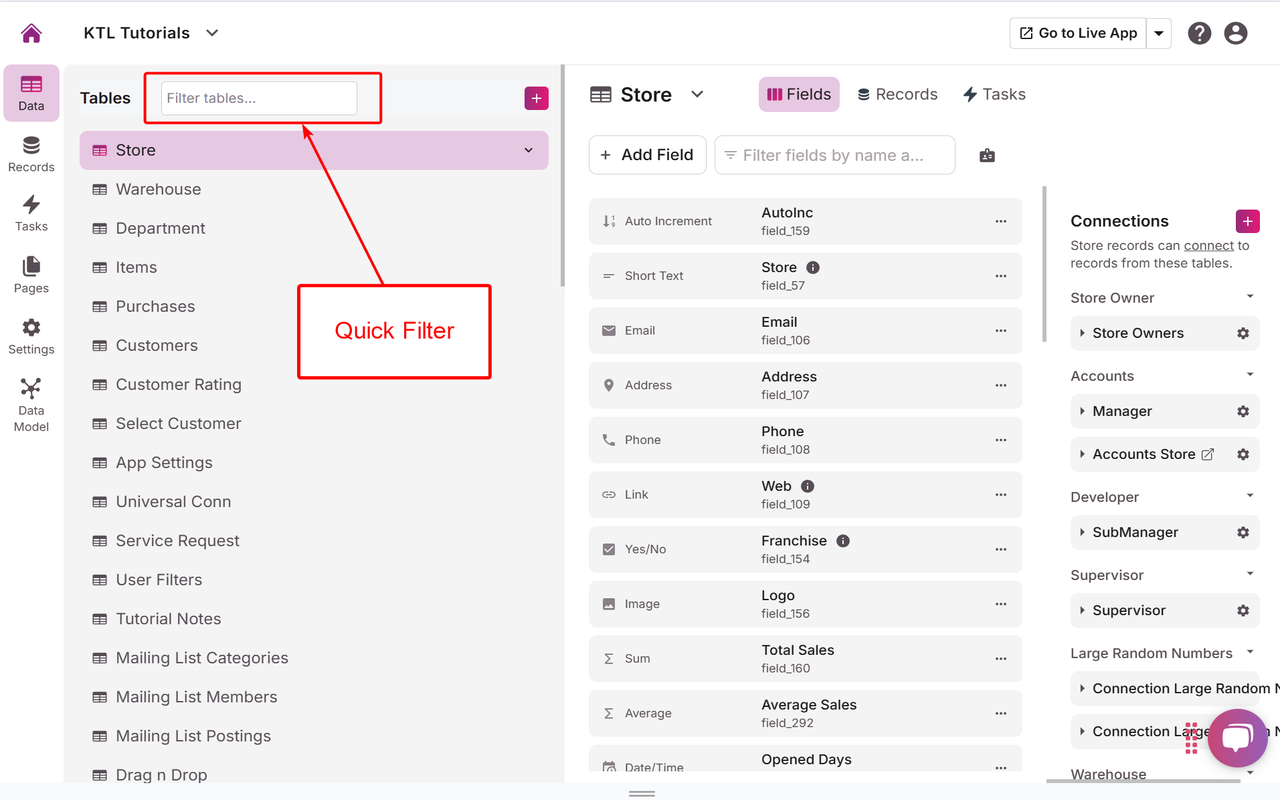 KTL Tutorials
Go to Live App
Data
Records
Tasks
Pages
Settings
Data
Model
Tables
Filter tables...
Store
Warehouse
Department
Items
Purchases
Customers
Customer Rating
Select Customer
App Settings
Universal Conn
Service Request
User Filters
Tutorial Notes
Mailing List Categories
Mailing List Members
Mailing List Postings
Drag n Drop
Quick Filter
Store
Fields
Records
Tasks
+ Add Field
Filter fields by name a...
Auto Increment
AutoInc
field_159
Short Text
Store
field_57
Email
Email
field_106
Address
Address
field_107
Phone
Phone
field_108
Link
Web
field_109
Yes/No
Franchise
field_154
Image
Logo
field_156
Sum
Total Sales
field_160
Average
Average Sales
field_292
Date/Time
Opened Days
Connections
Store records can connect to
records from these tables.
Store Owner
Store Owners
Accounts
Manager
Accounts Store
Developer
SubManager
Supervisor
Supervisor
Large Random Numbers
Connection Large Random N
Connection Large
Warehouse